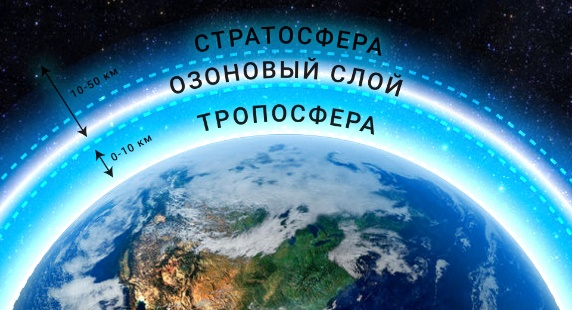 СТРАТОСФЕРА
ОЗОНОВЫЙ СЛОЙ
ТРОПОСФЕРА
10-50 км
0-10 км